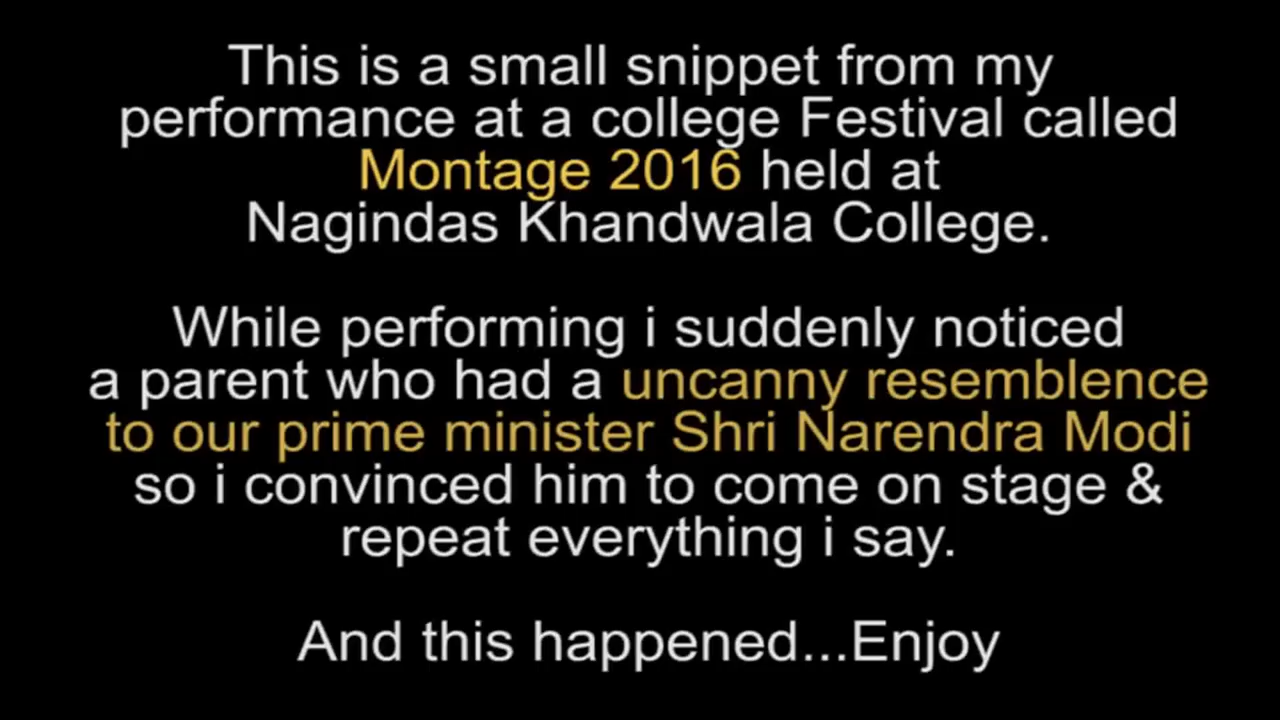 This is a small snippet from my
performance at a college Festival called
Montage 2016 held at
Nagindas Khandwala College.
While performing i suddenly noticed
a parent who had a uncanny resemblence
to our prime minister Shri Narendra Modi
so i convinced him to come on stage &
repeat everything i say.
And this happened...Enjoy